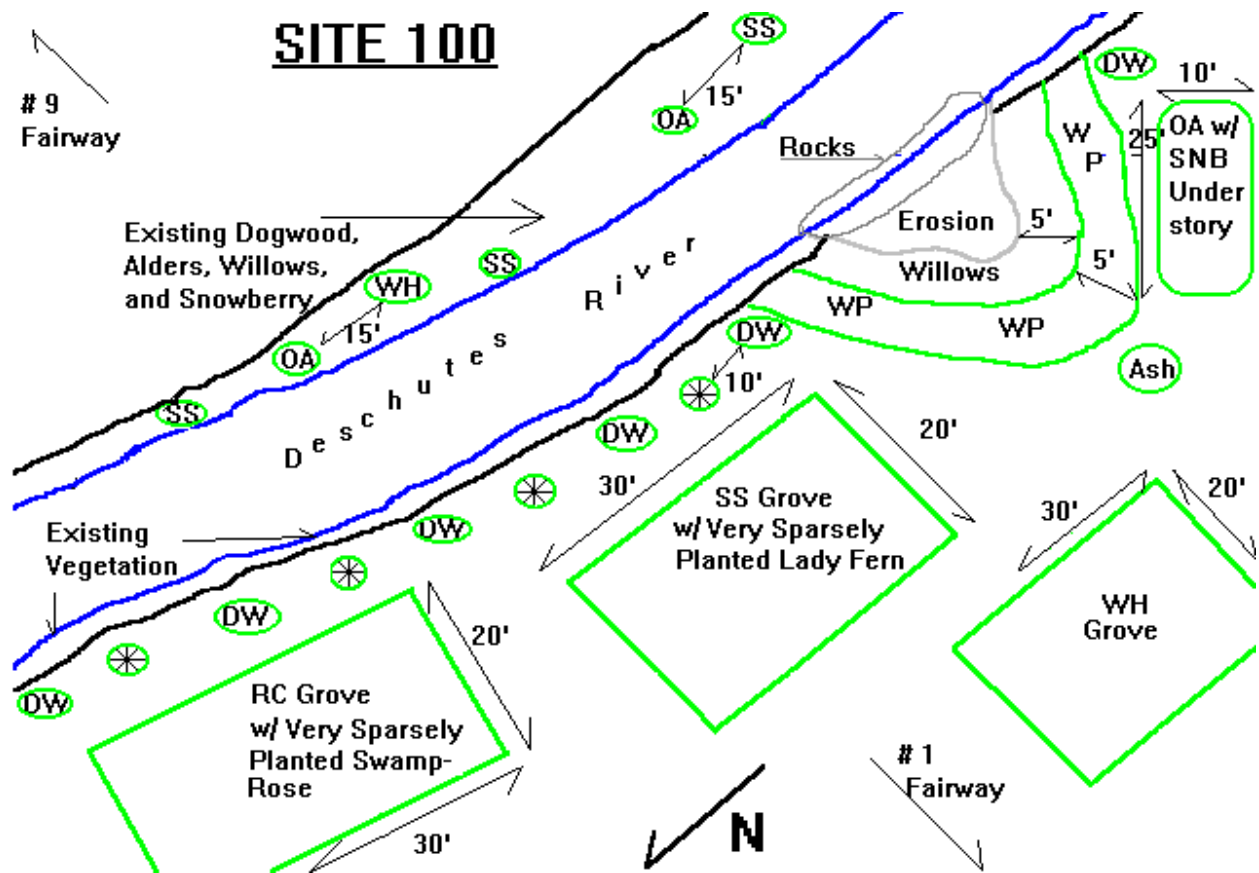 SITE 100
# 9
Fairway
SS
15'
OA
DW
10'
W
P
25'
OA w/
SNB
Under
story
Rocks
Erosion
5'
Willows
5'
WP
WP
Existing Dogwood,
Alders, Willows,
and Snowberry
SS
WH
15'
OA
SS
Deschutes River
DW
10'
Ash
DW
30'
20'
SS Grove
w/ Very Sparsely
Planted Lady Fern
30'
20'
WH
Grove
Existing
Vegetation
DW
DW
DW
20'
RC Grove
w/ Very Sparsely
Planted Swamp-
Rose
30'
# 1
Fairway
N